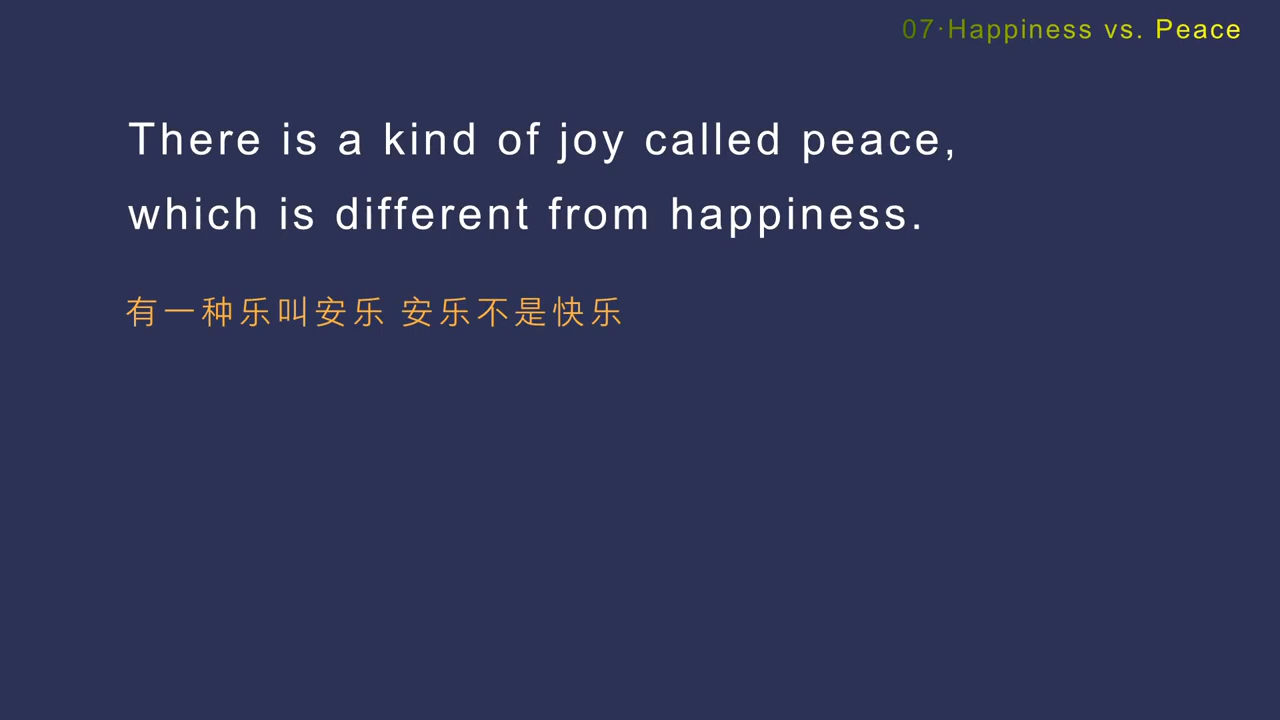 07·Happiness vs. Peace
There is a kind of joy called peace,
which is different from happiness.
有一种乐叫安乐 安乐不是快乐